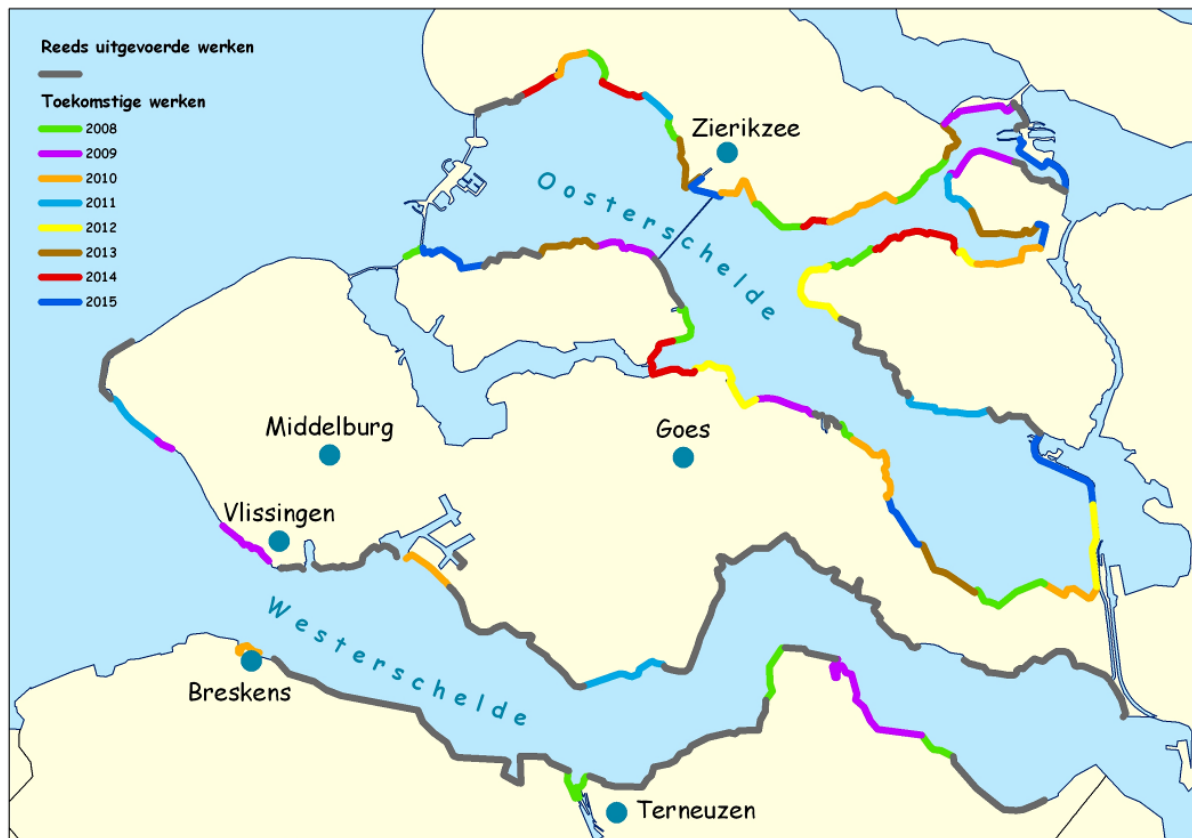 Reeds uitgevoerde werken
Toekomstige werken
2008
2009
2010
2011
2012
2013
2014
2015
Zierikzee
Oosterschelde
Middelburg
Goes
Vlissingen
Westerschelde
Breskens
Terneuzen